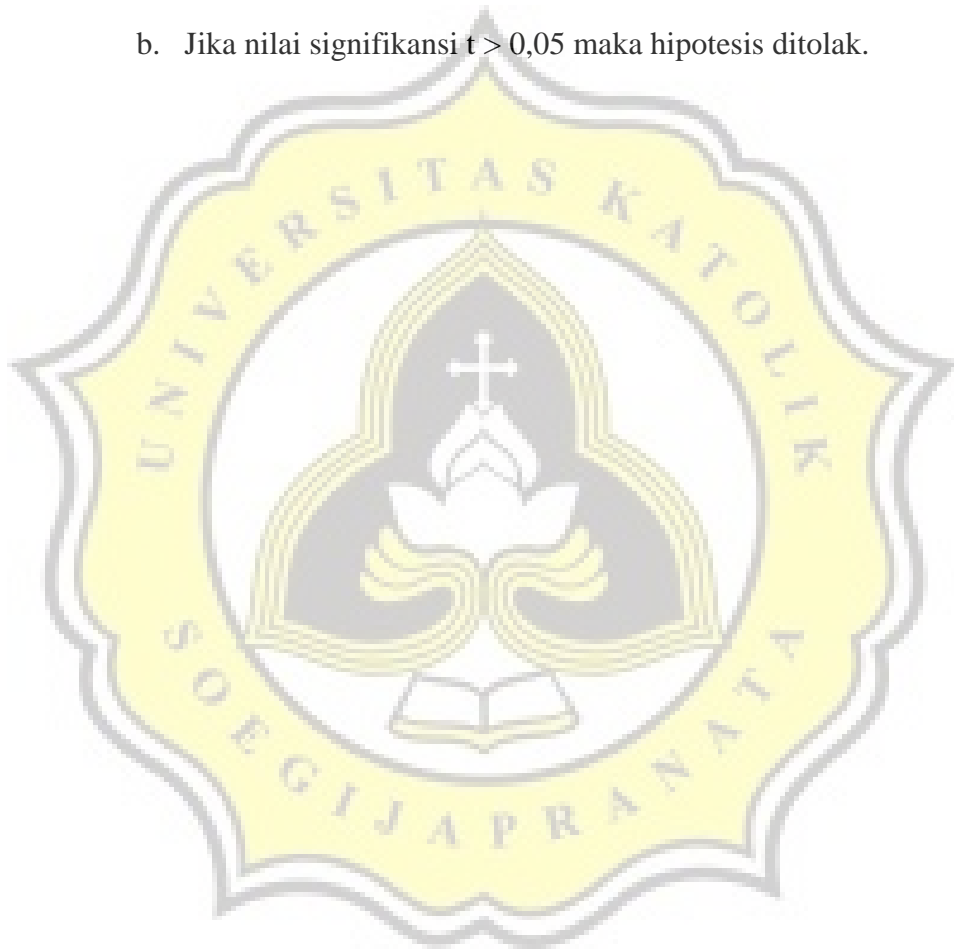 b. Jika nilai signifikansi t > 0,05 maka hipotesis ditolak.
UNIVERSITAS KATOLIK
SOEGIJAPRANATA